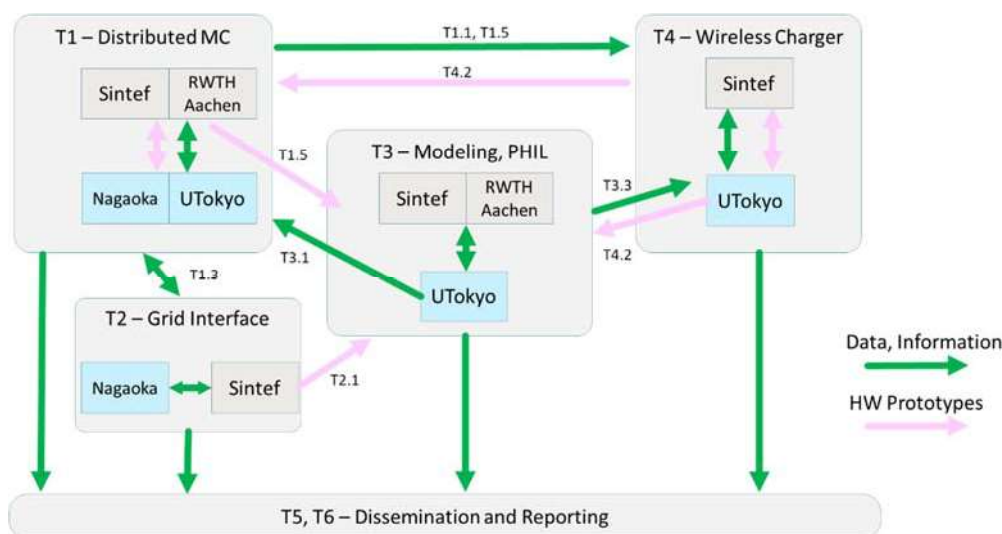 T1 – Distributed MC
T1.1, T1.5
T4 – Wireless Charger
T4.2
Sintef
RWTH
Aachen
Sintef
T1.5
T3 – Modeling, PHIL
Nagaoka
UTokyo
Sintef
RWTH
Aachen
T3.3
UTokyo
T3.1
T4.2
T1.3
UTokyo
T2 – Grid Interface
Data, Information
Nagaoka
Sintef
T2.1
HW Prototypes
T5, T6 – Dissemination and Reporting